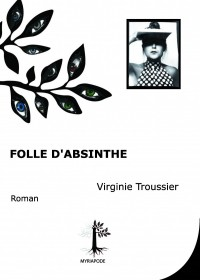 FOLLE D'ABSINTHE
Virginie Troussier
Roman
MYRIAPODE